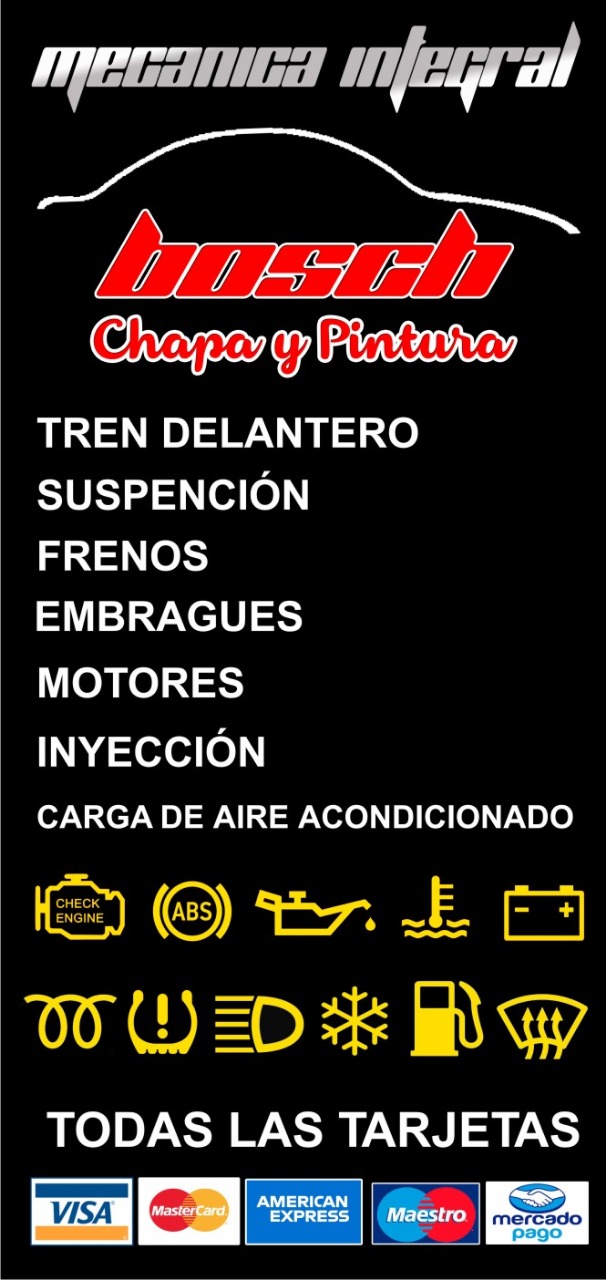 mecanica integral
bosch
Chapa y Pintura
TREN DELANTERO
SUSPENCIÓN
FRENOS
EMBRAGUES
MOTORES
INYECCIÓN
CARGA DE AIRE ACONDICIONADO
CHECK
ENGINE
ABS
TODAS LAS TARJETAS
VISA
MasterCard
AMERICAN
EXPRESS
Maestro
mercado
pago